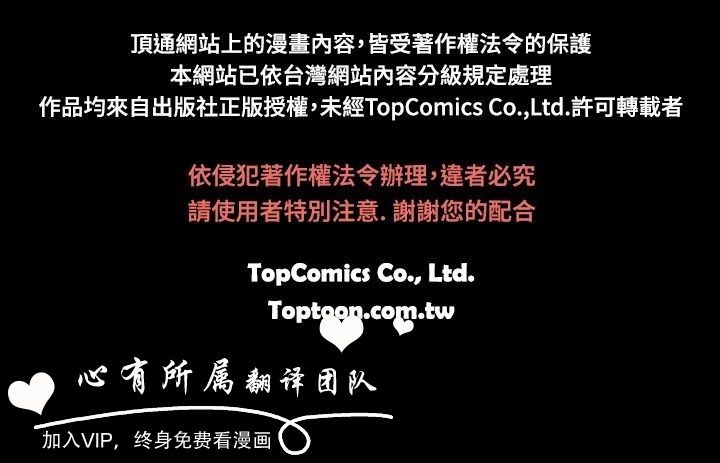 頂通網站上的漫畫內容,皆受著作權法令的保護
本網站已依台灣網站內容分級規定處理
作品均來自出版社正版授權,未經TopComics Co.,Ltd.許可轉載者
依侵犯著作權法令辦理,違者必究
請使用者特別注意. 謝謝您的配合
TopComics Co., Ltd.
Toptoon.com.tw
心有所属翻译团队
加入VIP，终身免费看漫画